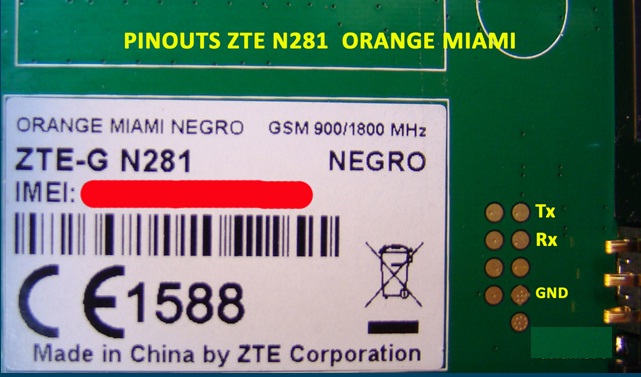 PINOUTS ZTE N281 ORANGE MIAMI
ORANGE MIAMI NEGRO GSM 900/1800 MHz
ZTE-G N281 NEGRO
IMEI:
Tx
Rx
GND
CE1588
Made in China by ZTE Corporation